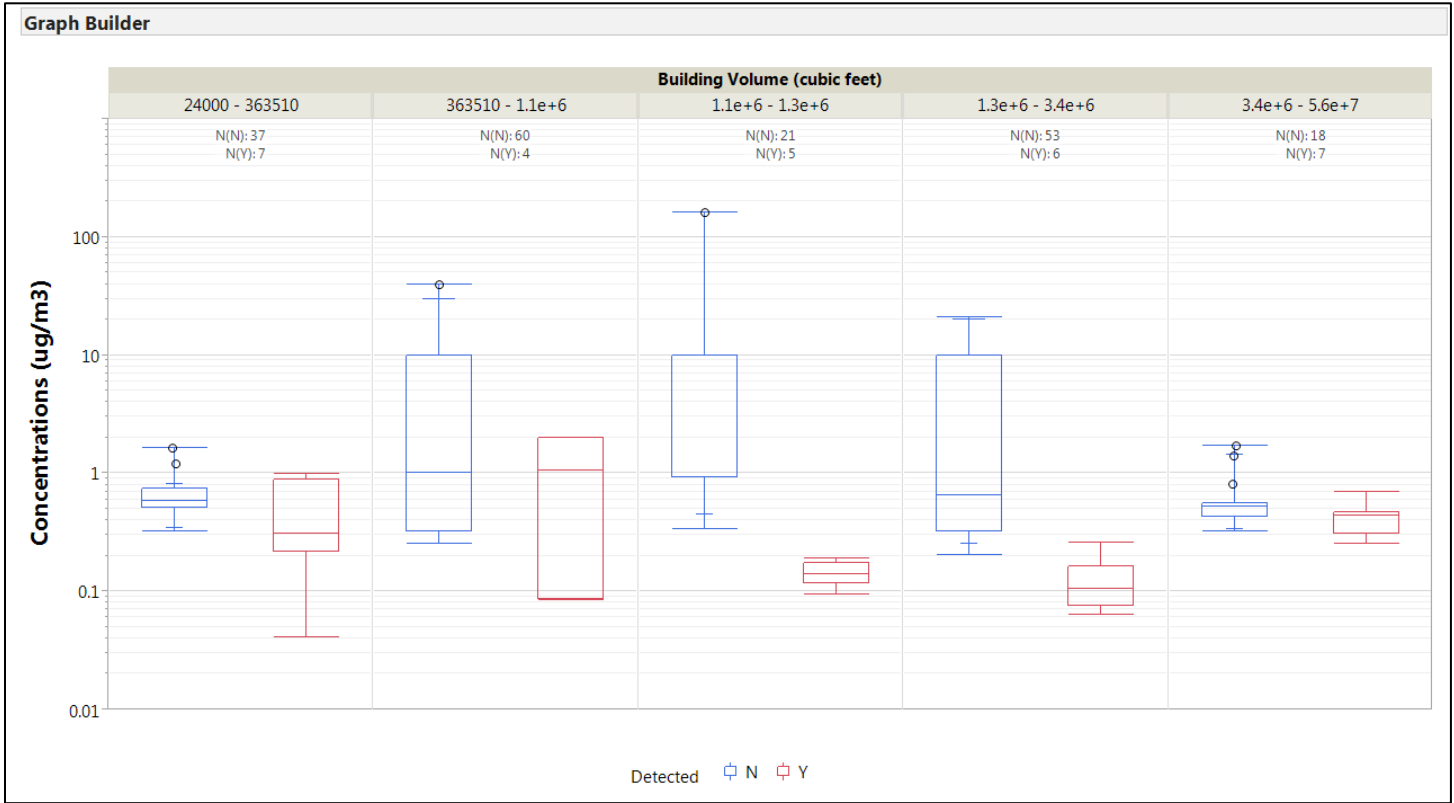 Graph Builder
Building Volume (cubic feet)
24000 - 363510
363510 - 1.1e+6
1.1e+6 - 1.3e+6
1.3e+6 - 3.4e+6
3.4e+6 - 5.6e+7
N(N): 37
N(Y): 7
N(N): 60
N(Y): 4
N(N): 21
N(Y): 5
N(N): 53
N(Y): 6
N(N): 18
N(Y): 7
Concentrations (ug/m3)
100
10
1
0.1
0.01
Detected N Y